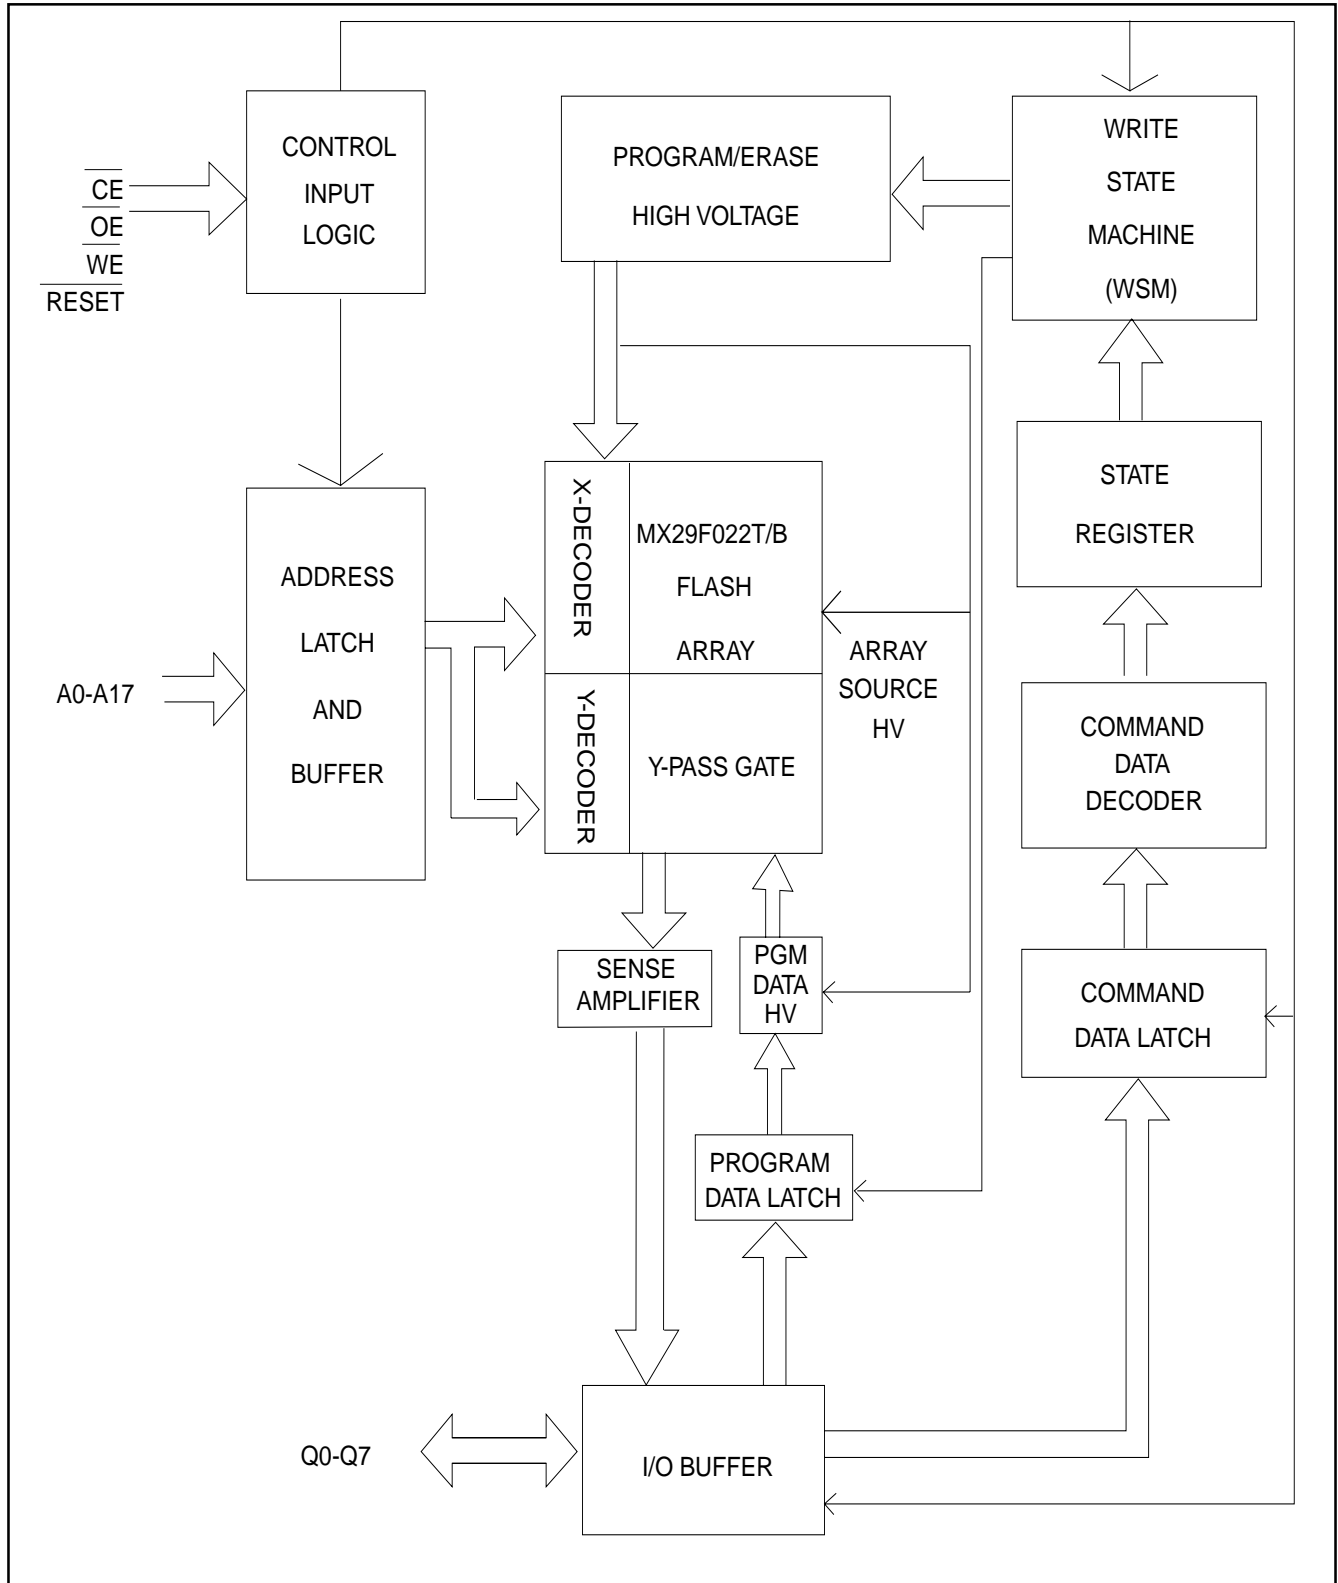 CONTROL
INPUT
LOGIC
CE
OE
WE
RESET
PROGRAM/ERASE
HIGH VOLTAGE
WRITE
STATE
MACHINE
(WSM)
STATE
REGISTER
ADDRESS
LATCH
AND
BUFFER
A0-A17
X-DECODER
MX29F022T/B
FLASH
ARRAY
Y-DECODER
Y-PASS GATE
ARRAY
SOURCE
HV
COMMAND
DATA
DECODER
SENSE
AMPLIFIER
PGM
DATA
HV
COMMAND
DATA LATCH
PROGRAM
DATA LATCH
Q0-Q7
I/O BUFFER